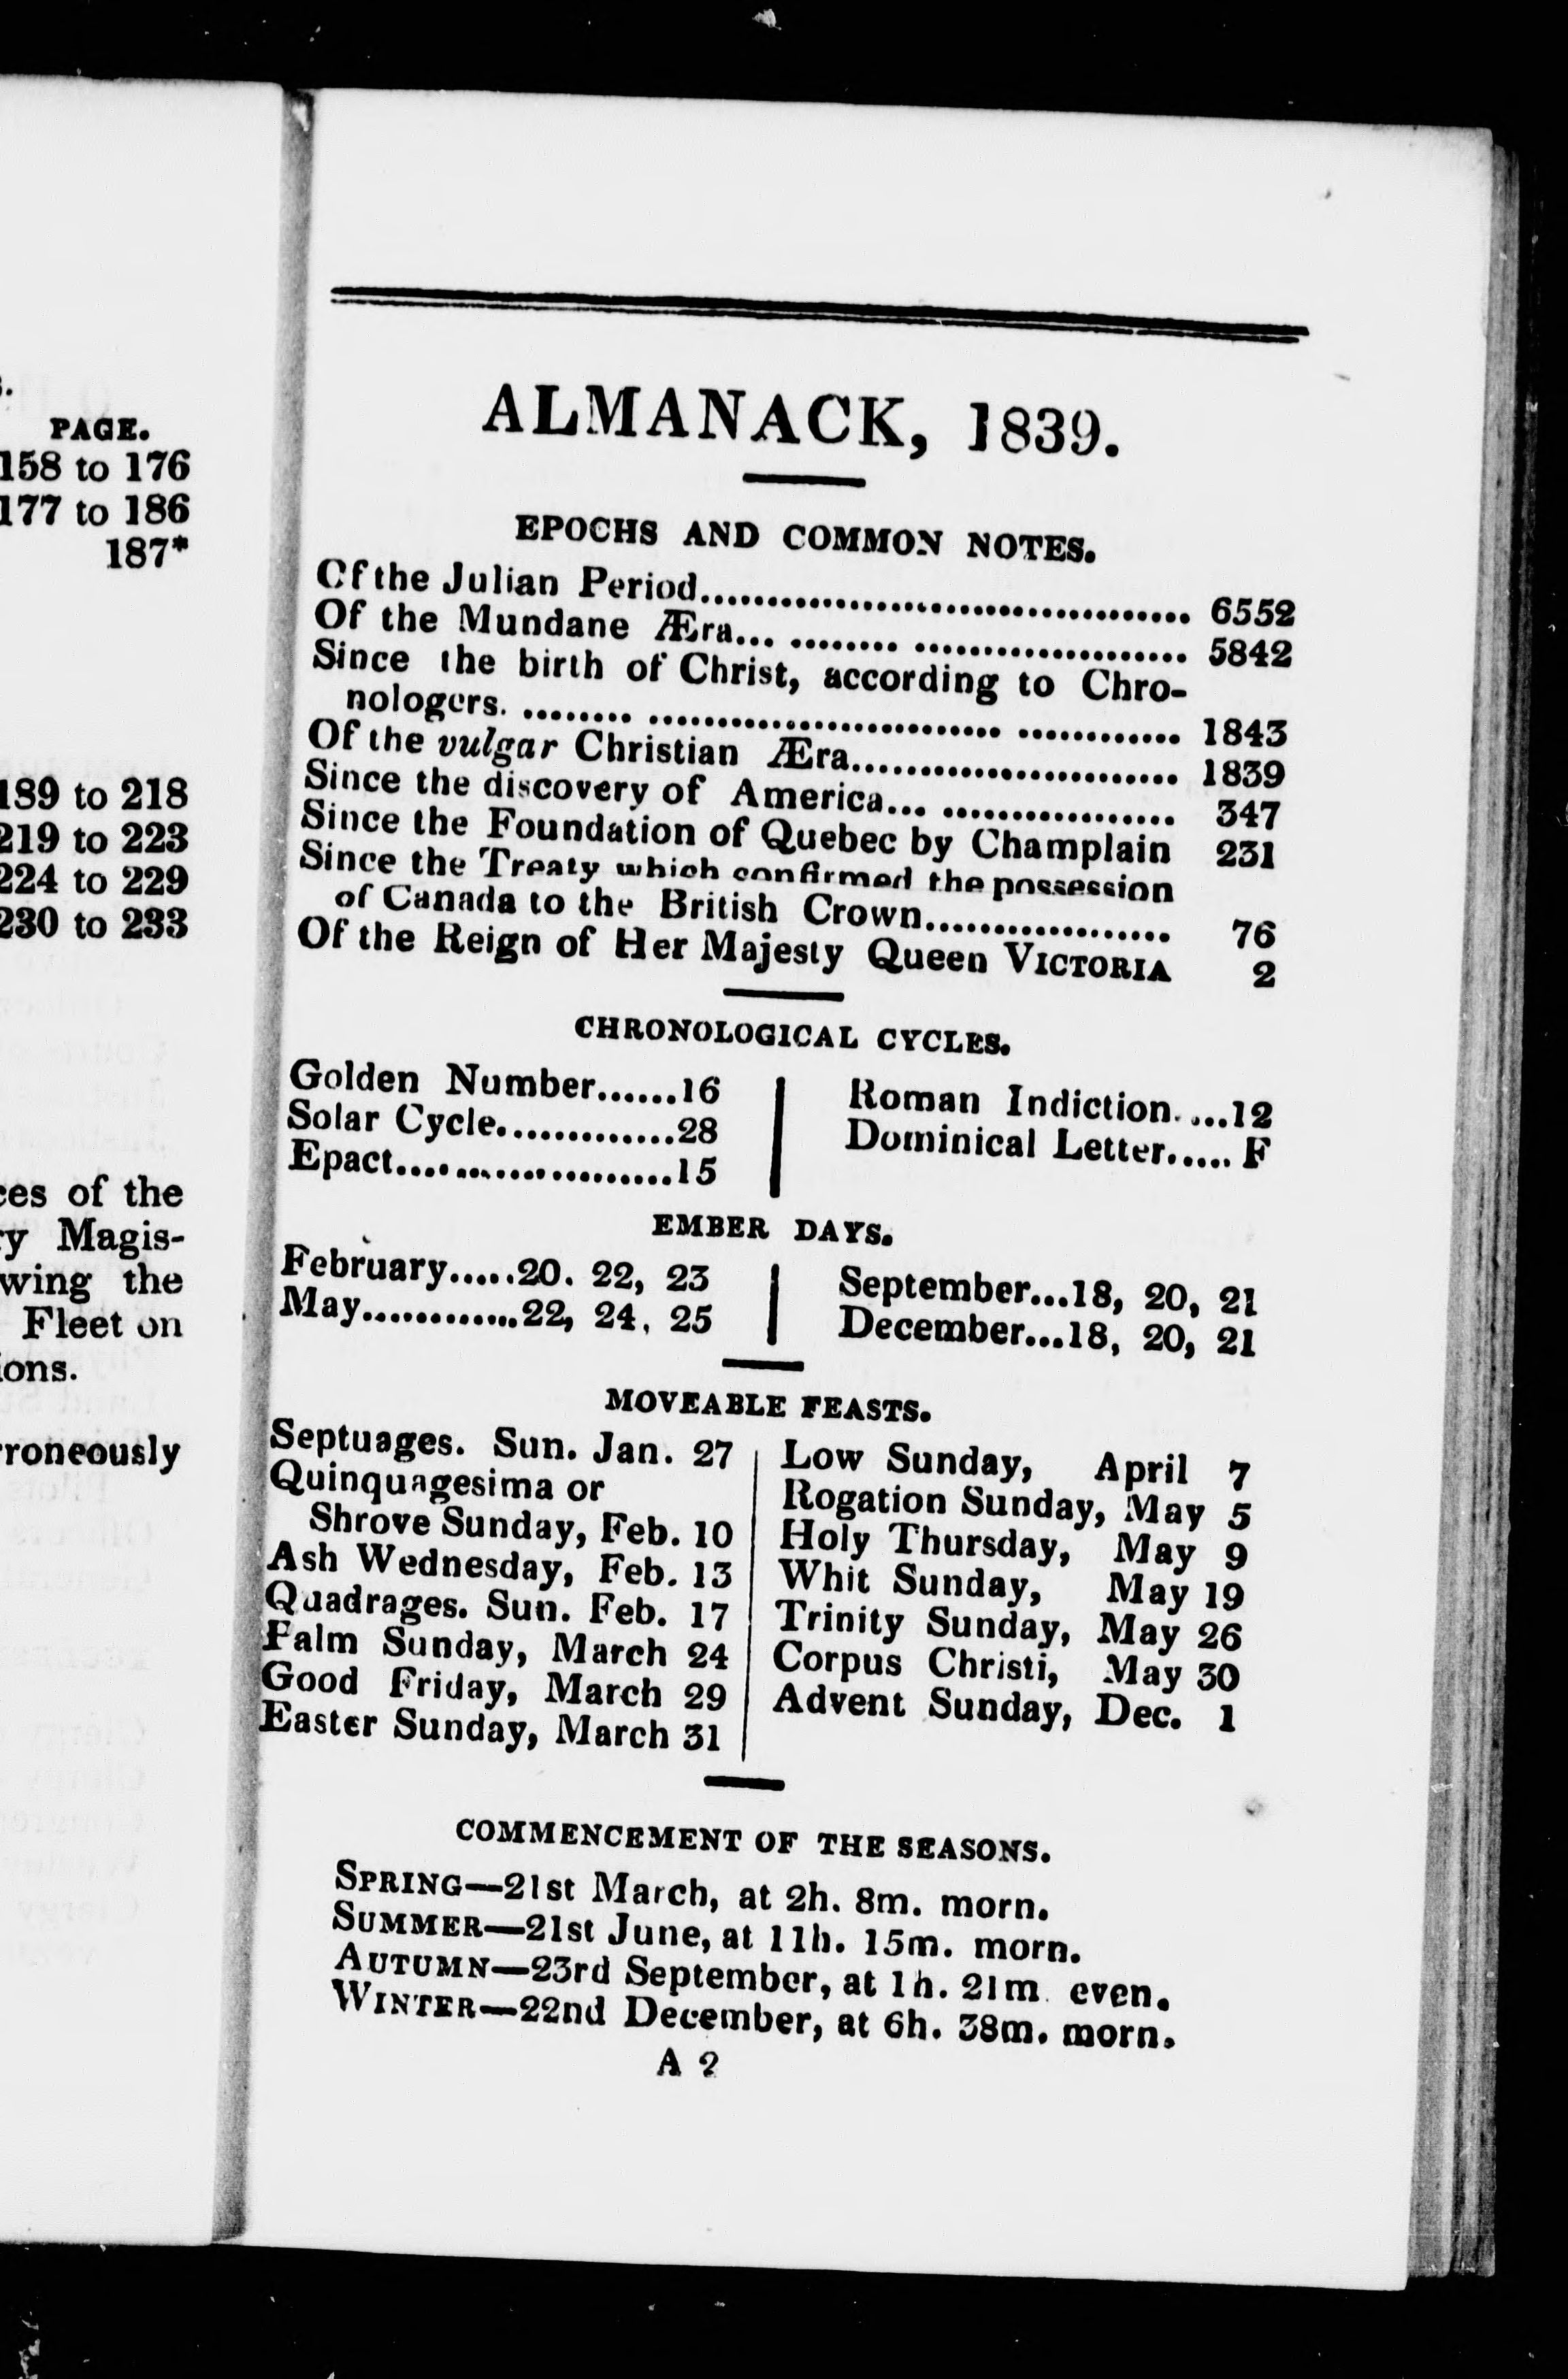 PAGE.
158 to 176
177 to 186
187*
189 to 218
219 to 223
224 to 229
230 to 233
of the
Magis-
the
Fleet on
ALMANACK, 1839.
EPOCHS AND COMMON NOTES.
Of the Julian Period.................................... 6552
Of the Mundane Æra... ........ .................... 5842
Since the birth of Christ, according to Chro-
nologers. ........ .......................... ............ 1843
Of the vulgar Christian Æra........................ 1839
Since the discovery of America... ................. 347
Since the Foundation of Quebec by Champlain 231
Since the Treaty which confirmed the possession
of Canada to the British Crown.................. 76
Of the Reign of Her Majesty Queen VICTORIA 2
CHRONOLOGICAL CYCLES.
Golden Number.......16
Solar Cycle..............28
Epact.......................15
Roman Indiction.....12
Dominical Letter...... F
EMBER DAYS.
February.....20. 22, 23
May.............22, 24, 25
September...18, 20, 21
December...18, 20, 21
MOVEABLE FEASTS.
Septuages. Sun. Jan. 27
Quinquagesima or
Shrove Sunday, Feb. 10
Ash Wednesday, Feb. 13
Quadrages. Sun. Feb. 17
Palm Sunday, March 24
Good Friday, March 29
Easter Sunday, March 31
Low Sunday, April 7
Rogation Sunday, May 5
Holy Thursday, May 9
Whit Sunday, May 19
Trinity Sunday, May 26
Corpus Christi, May 30
Advent Sunday, Dec. 1
COMMENCEMENT OF THE SEASONS.
SPRING—21st March, at 2h. 8m. morn.
SUMMER—21st June, at 11h. 15m. morn.
AUTUMN—23rd September, at 1h. 21m. even.
WINTER—22nd December, at 6h. 38m. morn.
A 2